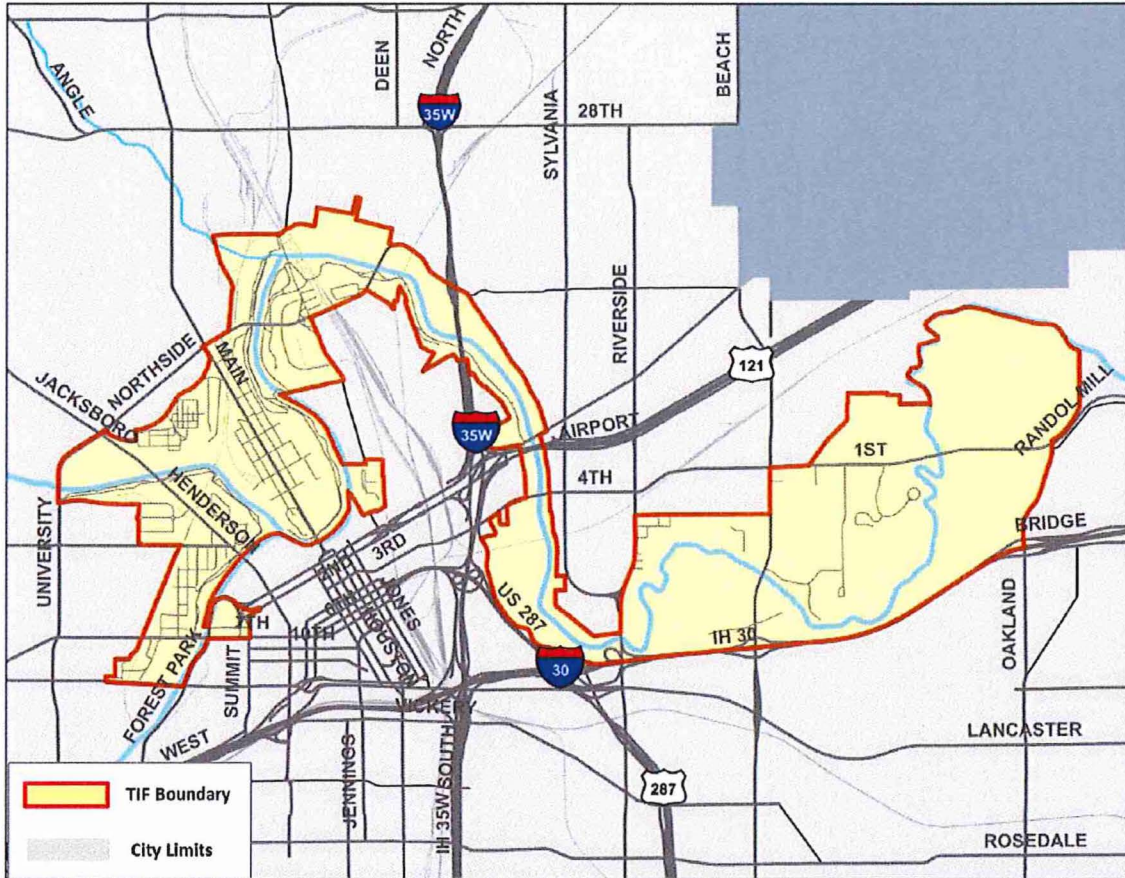 ANGLE
DEEN
NORTH
35W
BEACH
SYLVANIA
28TH
RIVERSIDE
NORTHSIDE
MAIN
JACKSBORO
121
RANDOL MILL
35W
AIRPORT
1ST
4TH
HENDERSON
UNIVERSITY
3RD
2ND
BRIDGE
6TH
JONES
HOUSTON
US 287
7TH
10TH
IH 30
30
OAKLAND
FOREST PARK
SUMMIT
VICKERY
WEST
LANCASTER
JENNINGS
IH 35W SOUTH
287
ROSEDALE
TIF Boundary
City Limits